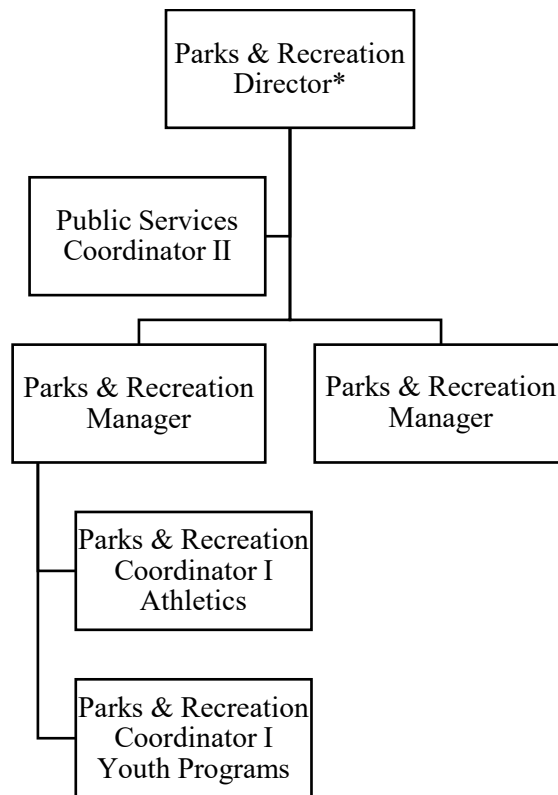 Parks & Recreation
Director*
Public Services
Coordinator II
Parks & Recreation
Manager
Parks & Recreation
Manager
Parks & Recreation
Coordinator I
Athletics
Parks & Recreation
Coordinator I
Youth Programs